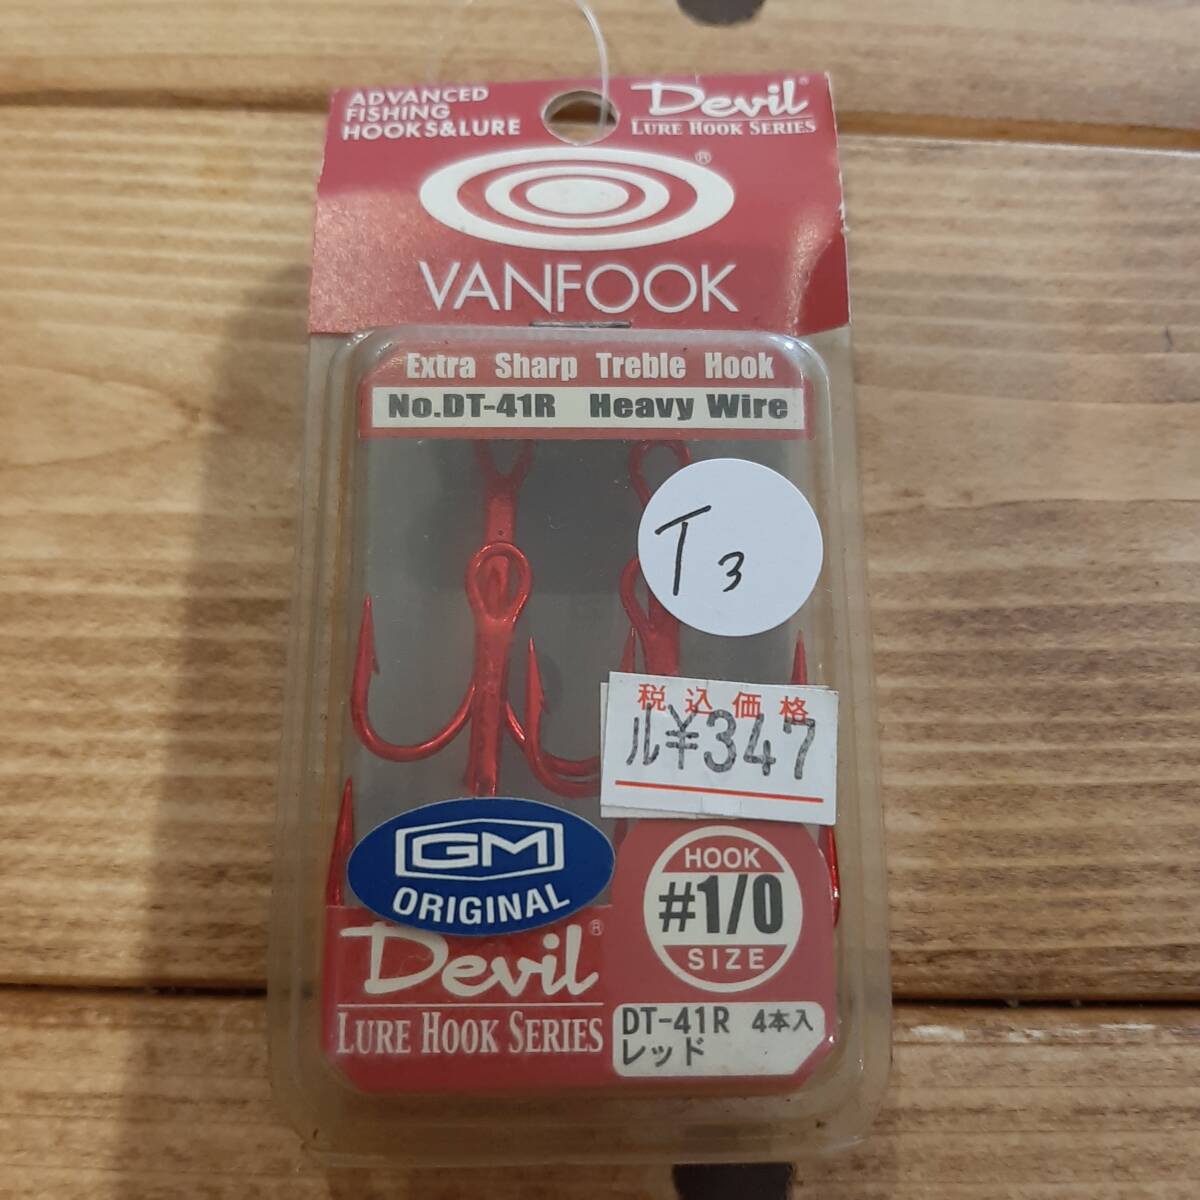 ADVANCED
FISHING
HOOKS&LURE
Devil®
LURE HOOK SERIES
®
VANFOOK
Extra Sharp Treble Hook
No.DT-41R Heavy Wire
T3
税込価格
ル¥347
GM
ORIGINAL
HOOK
#1/0
SIZE
Devil®
LURE HOOK SERIES
DT-41R 4本入
レッド